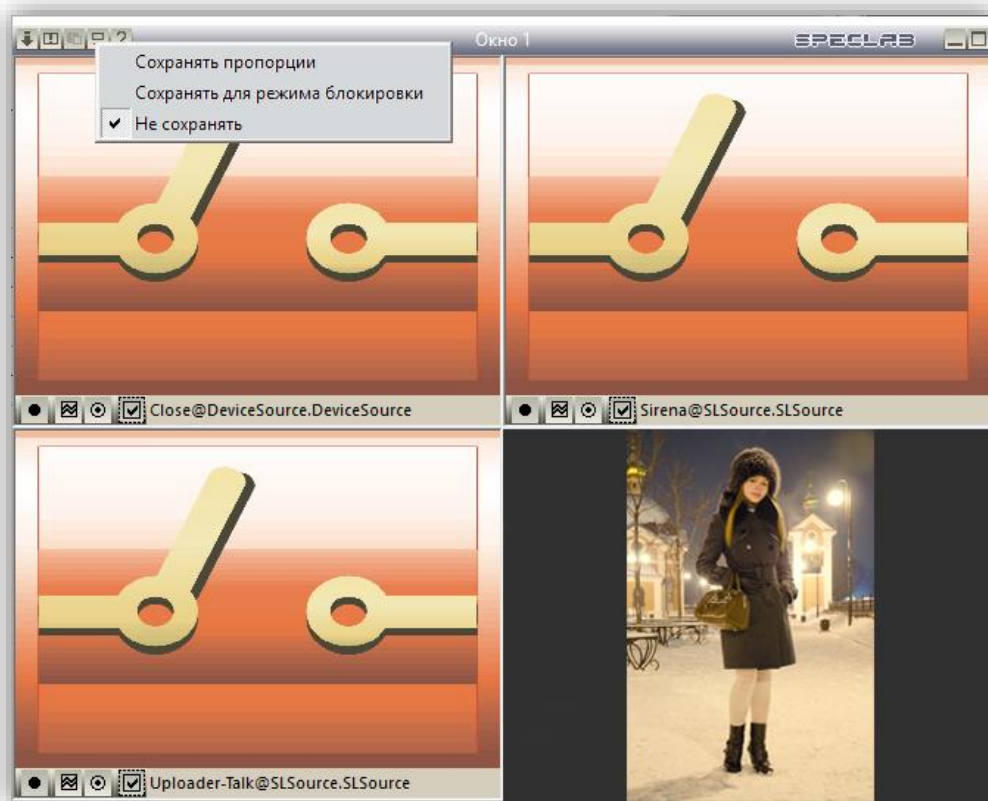 Окно 1
SPECLAB
Сохранять пропорции
Сохранять для режима блокировки
Не сохранять
Close@DeviceSource.DeviceSource
Sirena@SLSource.SLSource
Uploader-Talk@SLSource.SLSource